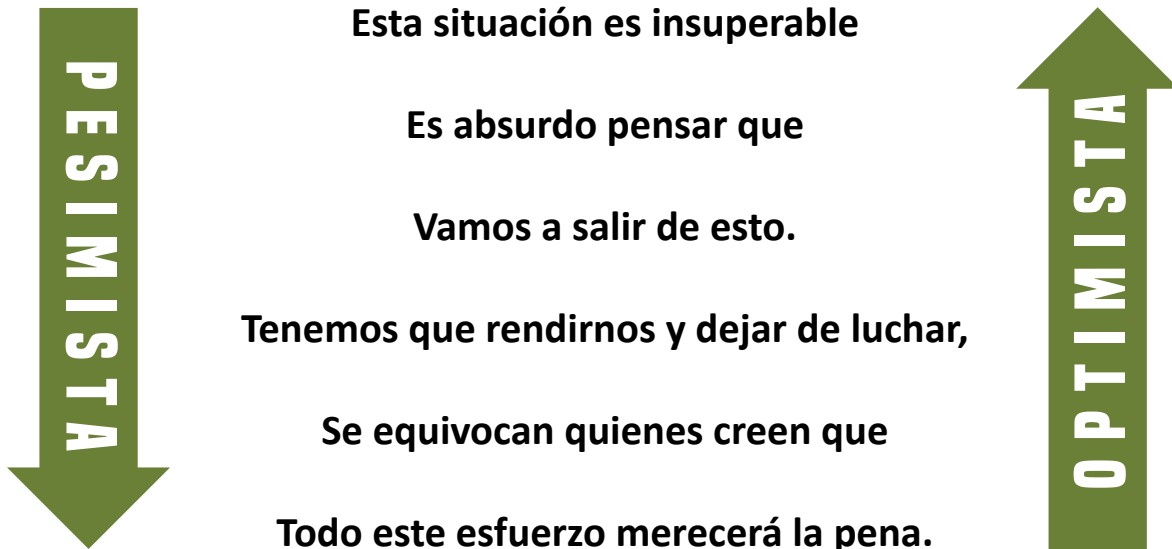 PESIMISTA
Esta situación es insuperable
Es absurdo pensar que
Vamos a salir de esto.
Tenemos que rendirnos y dejar de luchar,
Se equivocan quienes creen que
Todo este esfuerzo merecerá la pena.
OPTIMISTA